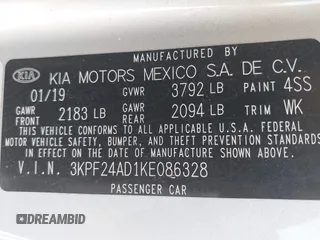 MANUFACTURED BY
KIA KIA MOTORS MEXICO S.A. DE C.V.
01/19 GVWR 3792 LB PAINT 4SS
GAWR FRONT 2183 LB GAWR REAR 2094 LB TRIM WK
THIS VEHICLE CONFORMS TO ALL APPLICABLE U.S.A. FEDERAL
MOTOR VEHICLE SAFETY, BUMPER, AND THEFT PREVENTION
STANDARDS IN EFFECT ON THE DATE OF MANUFACTURE SHOWN ABOVE.
V.I.N. 3KPF24AD1KE086328
PASSENGER CAR
© DREAMBID